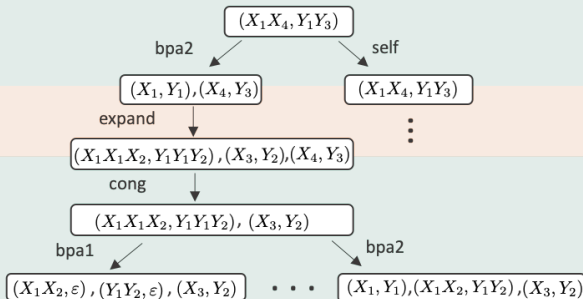 (X₁X₄, Y₁Y₃)
bpa2 self
(X₁, Y₁),(X₄, Y₃) (X₁X₄, Y₁Y₃)
expand
(X₁X₁X₂, Y₁Y₁Y₂) , (X₃, Y₂),(X₄, Y₃)
cong
(X₁X₁X₂, Y₁Y₁Y₂), (X₃, Y₂)
bpa1 bpa2
(X₁X₂, ε) , (Y₁Y₂, ε) , (X₃, Y₂) · · · (X₁, Y₁),(X₁X₂, Y₁Y₂),(X₃, Y₂)